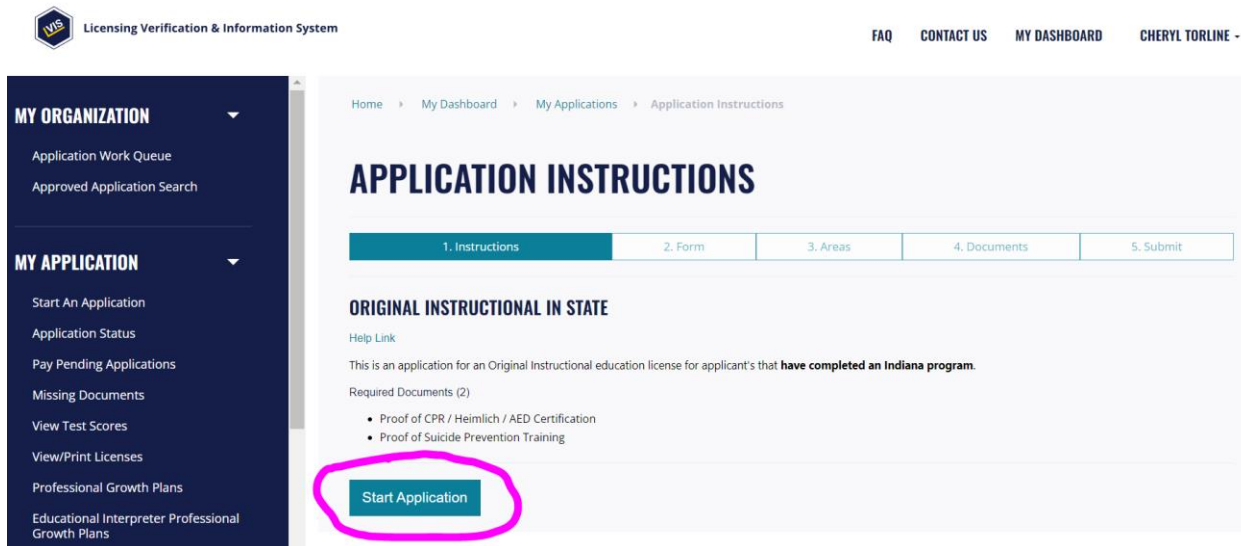 LVIS
Licensing Verification & Information System
FAQ CONTACT US MY DASHBOARD CHERYL TORLINE
MY ORGANIZATION
Application Work Queue
Approved Application Search
MY APPLICATION
Start An Application
Application Status
Pay Pending Applications
Missing Documents
View Test Scores
View/Print Licenses
Professional Growth Plans
Educational Interpreter Professional
Growth Plans
Home My Dashboard My Applications Application Instructions
APPLICATION INSTRUCTIONS
1. Instructions 2. Form 3. Areas 4. Documents 5. Submit
ORIGINAL INSTRUCTIONAL IN STATE
Help Link
This is an application for an Original Instructional education license for applicant's that have completed an Indiana program.
Required Documents (2)
• Proof of CPR / Heimlich / AED Certification
• Proof of Suicide Prevention Training
Start Application